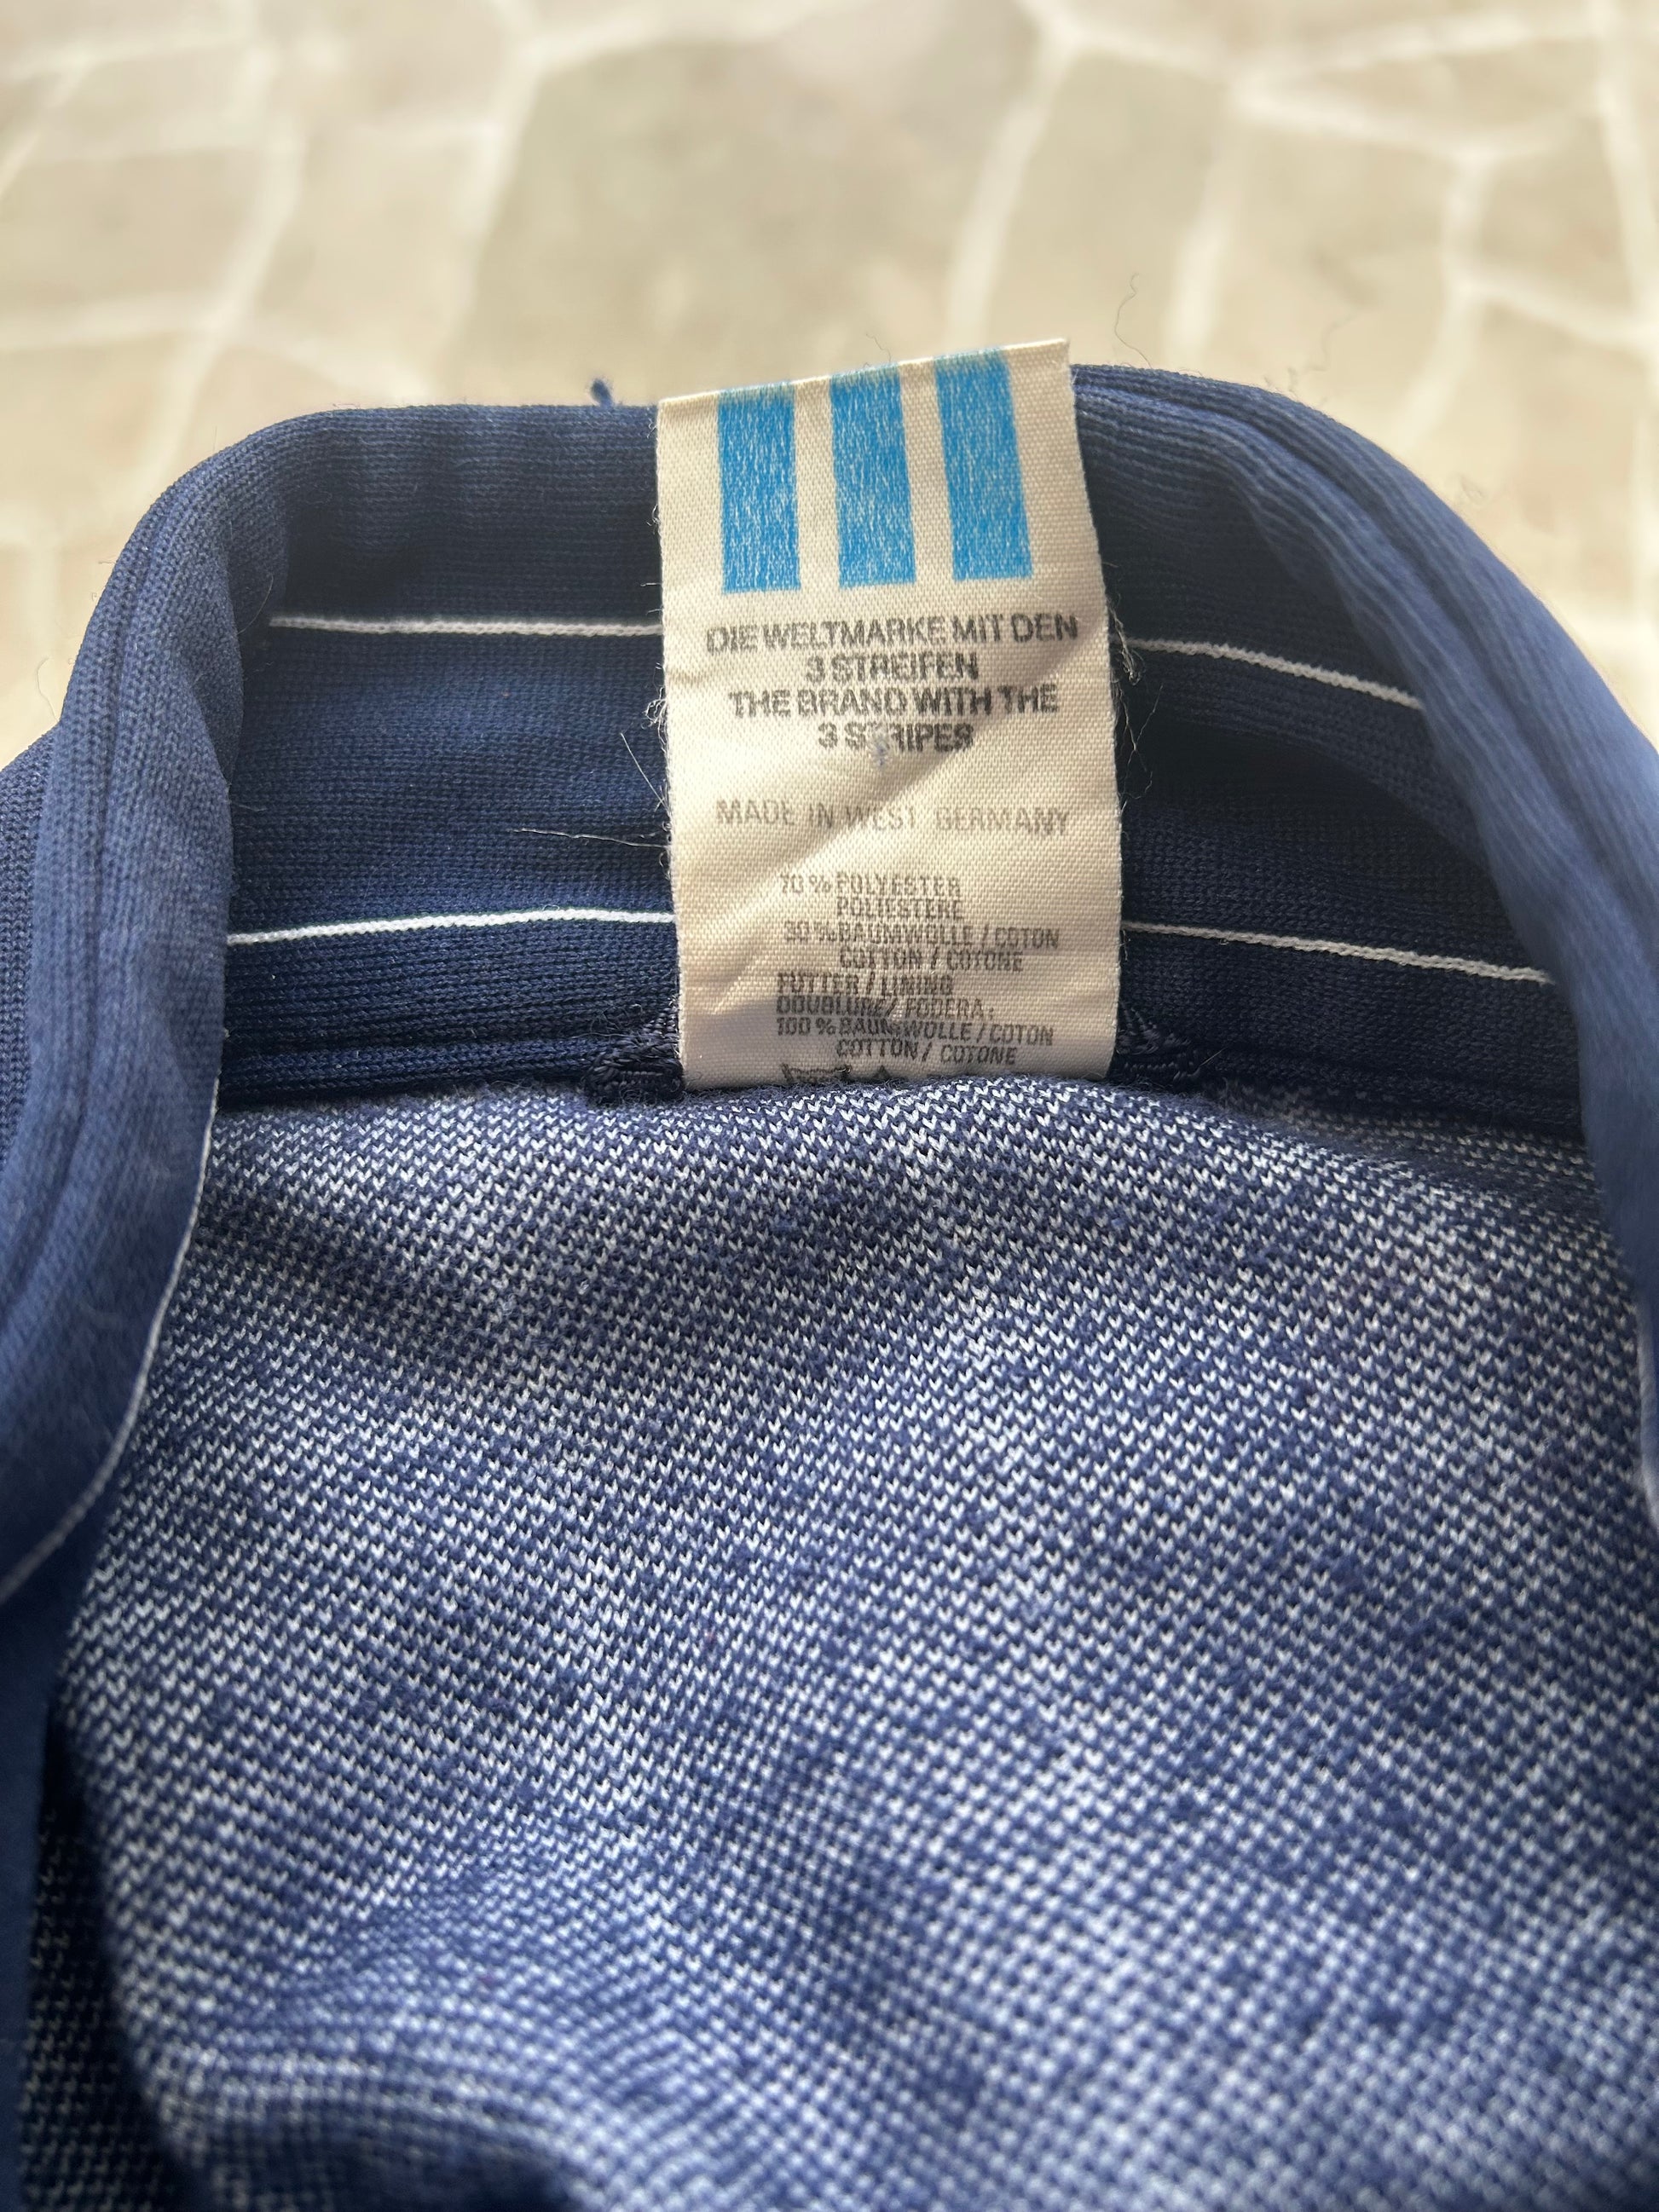 DIE WELTMARKE MIT DEN
3 STREIFEN
THE BRAND WITH THE
3 STRIPES
MADE IN WEST GERMANY
70% POLYESTER
POLIESTERE
30% BAUMWOLLE / COTON
COTTON / COTONE
FUTTER / LINING
DOUBLURE / FODERA:
100% BAUMWOLLE / COTON
COTTON / COTONE